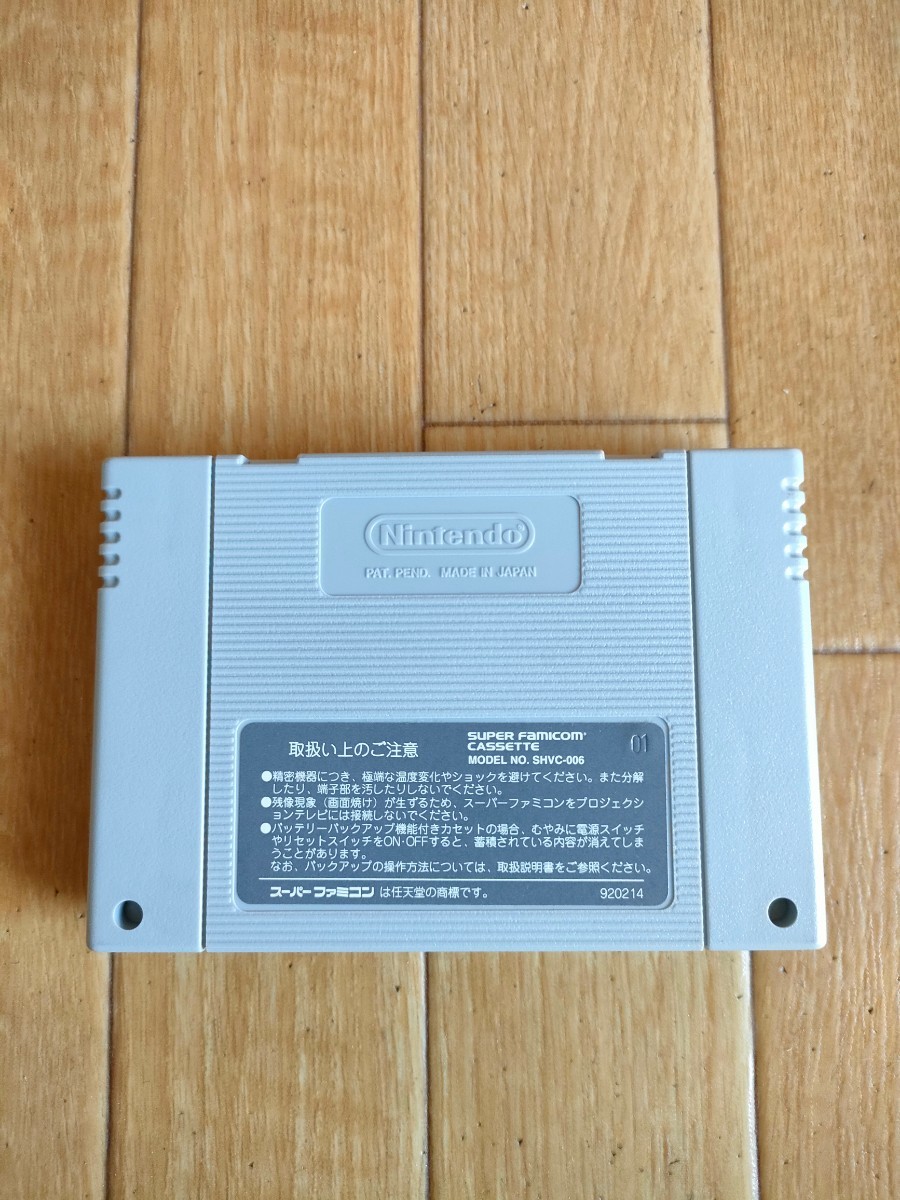 Nintendo
PAT. PEND. MADE IN JAPAN
取扱い上のご注意
SUPER FAMICOM
CASSETTE
MODEL NO. SHVC-006
01
●精密機器につき、極端な温度変化やショックを避けてください。また分解
したり、端子部を汚したりしないでください。
●残像現象（画面焼け）が生ずるため、スーパーファミコンをプロジェクシ
ョンテレビには接続しないでください。
●バッテリーバックアップ機能付きカセットの場合、むやみに電源スイッチ
やリセットスイッチをON・OFFすると、蓄積されている内容が消えてしま
うことがあります。
なお、バックアップの操作方法については、取扱説明書をご参照ください。
スーパーファミコン は任天堂の商標です。
920214